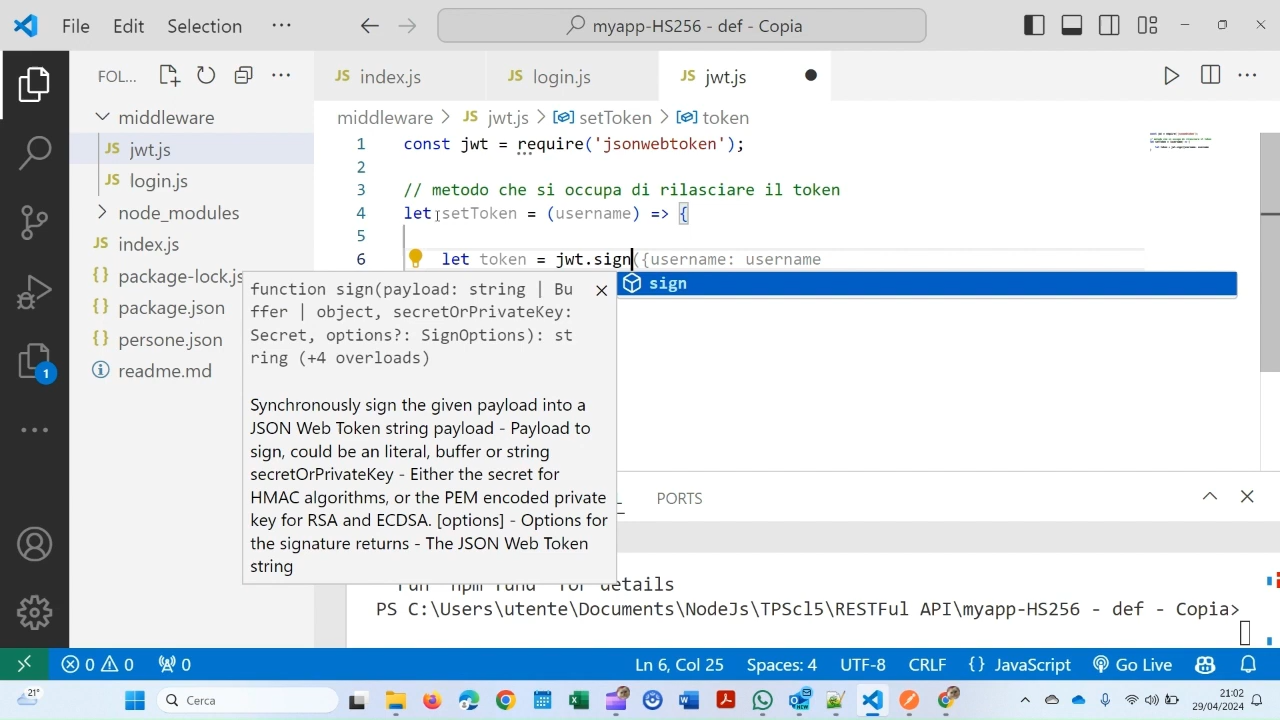 File Edit Selection ··· myapp-HS256 - def - Copia
FOL... ···
JS index.js JS login.js JS jwt.js ···
middleware > JS jwt.js > setToken > token
middleware
JS jwt.js
JS login.js
node_modules
JS index.js
{} package-lock.js
{} package.json
{} persone.json
readme.md
1 const jwt = require('jsonwebtoken');
2
3 // metodo che si occupa di rilasciare il token
4 let setToken = (username) => {
5
6 let token = jwt.sign({username: username
sign
function sign(payload: string | Bu
ffer | object, secretOrPrivateKey:
Secret, options?: SignOptions): st
ring (+4 overloads)
Synchronously sign the given payload into a
JSON Web Token string payload - Payload to
sign, could be an literal, buffer or string
secretOrPrivateKey - Either the secret for
HMAC algorithms, or the PEM encoded private
key for RSA and ECDSA. [options] - Options for
the signature returns - The JSON Web Token
string
1
PORTS
for details
PS C:\Users\utente\Documents\NodeJs\TPScl5\RESTFul API\myapp-HS256 - def - Copia>
0 0 0 Ln 6, Col 25 Spaces: 4 UTF-8 CRLF {} JavaScript Go Live
21° Cerca 21:02
29/04/2024